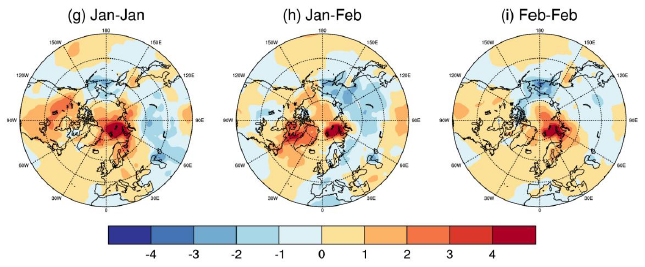 (g) Jan-Jan (h) Jan-Feb (i) Feb-Feb
180 180 180
150W 150E 150W 150E 150W 150E
120W 120E 120W 120E 120W 120E
90W 90E 90W 90E 90W 90E
60W 60E 60W 60E 60W 60E
30W 30E 30W 30E 30W 30E
0 0 0
-4 -3 -2 -1 0 1 2 3 4